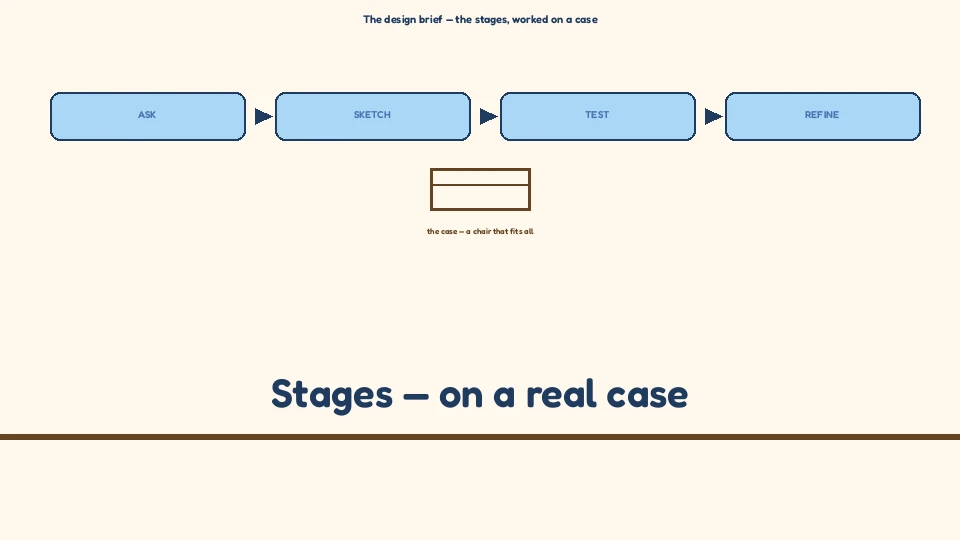 The design brief — the stages, worked on a case
ASK
SKETCH
TEST
REFINE
the case — a chair that fits all
Stages — on a real case